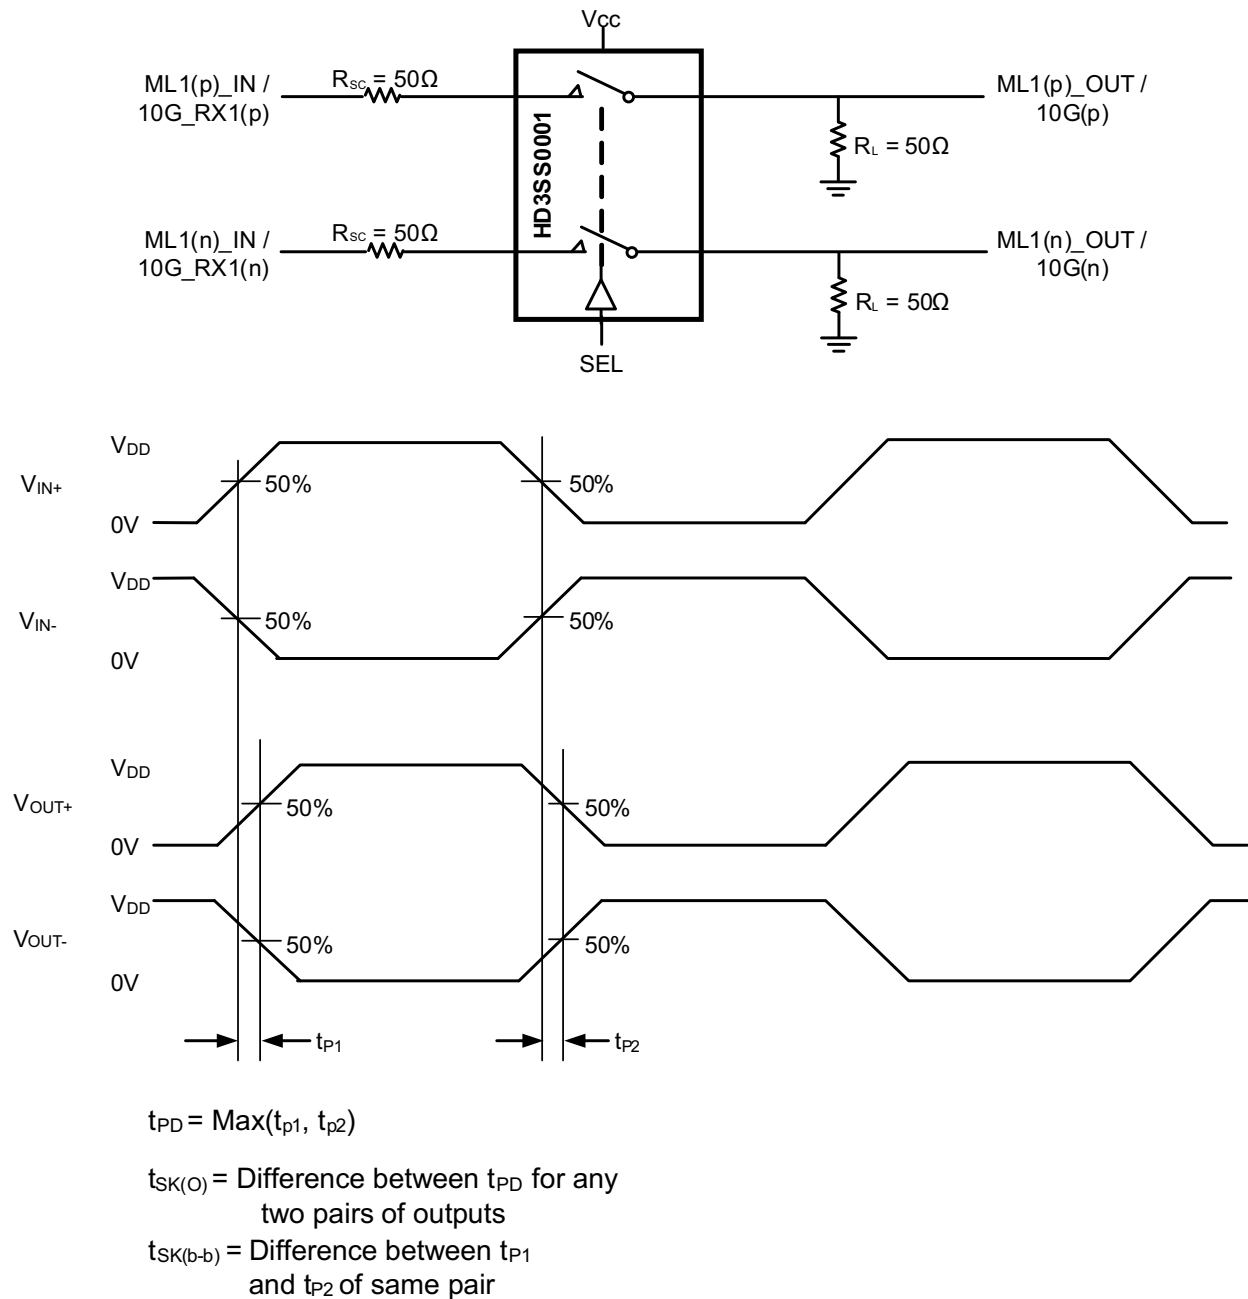 Vcc
ML1(p)_IN /
10G_RX1(p)
RSC = 50Ω
ML1(p)_OUT /
10G(p)
RL = 50Ω
HD3SS0001
ML1(n)_IN /
10G_RX1(n)
RSC = 50Ω
ML1(n)_OUT /
10G(n)
RL = 50Ω
SEL
VDD
VIN+
50%
50%
0V
VDD
VIN-
50%
50%
0V
VDD
VOUT+
50%
50%
0V
VDD
VOUT-
50%
50%
0V
tP1
tP2
tPD = Max(tp1, tp2)
tSK(O) = Difference between tPD for any
two pairs of outputs
tSK(b-b) = Difference between tP1
and tP2 of same pair